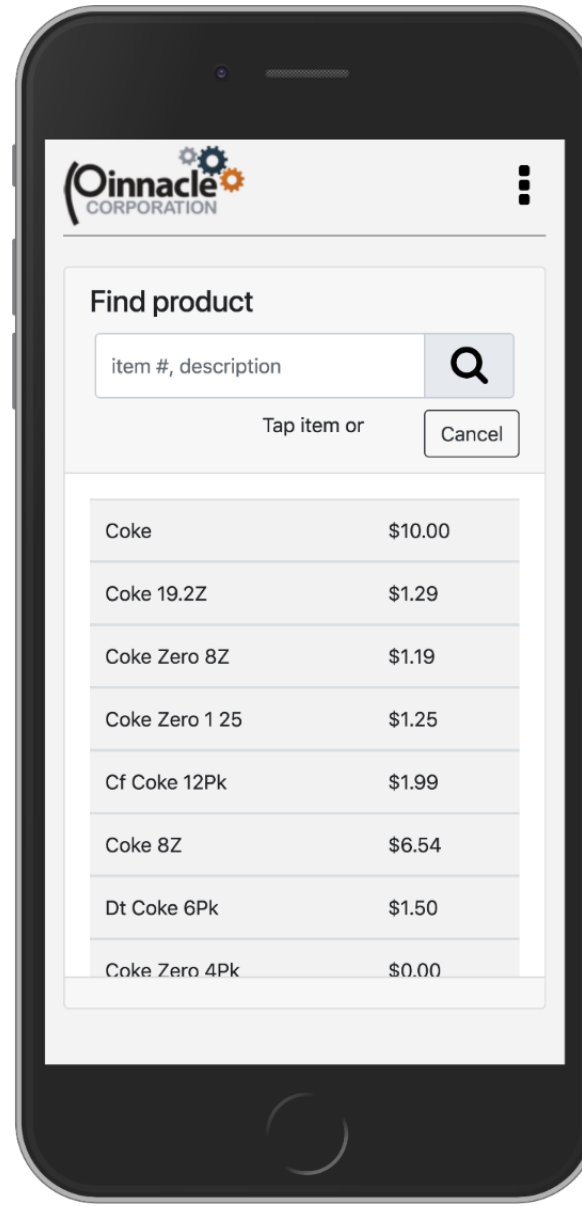 Pinnacle
CORPORATION
Find product
item #, description
Tap item or Cancel
Coke $10.00
Coke 19.2Z $1.29
Coke Zero 8Z $1.19
Coke Zero 1 25 $1.25
Cf Coke 12Pk $1.99
Coke 8Z $6.54
Dt Coke 6Pk $1.50
Coke Zero 4Pk $0.00